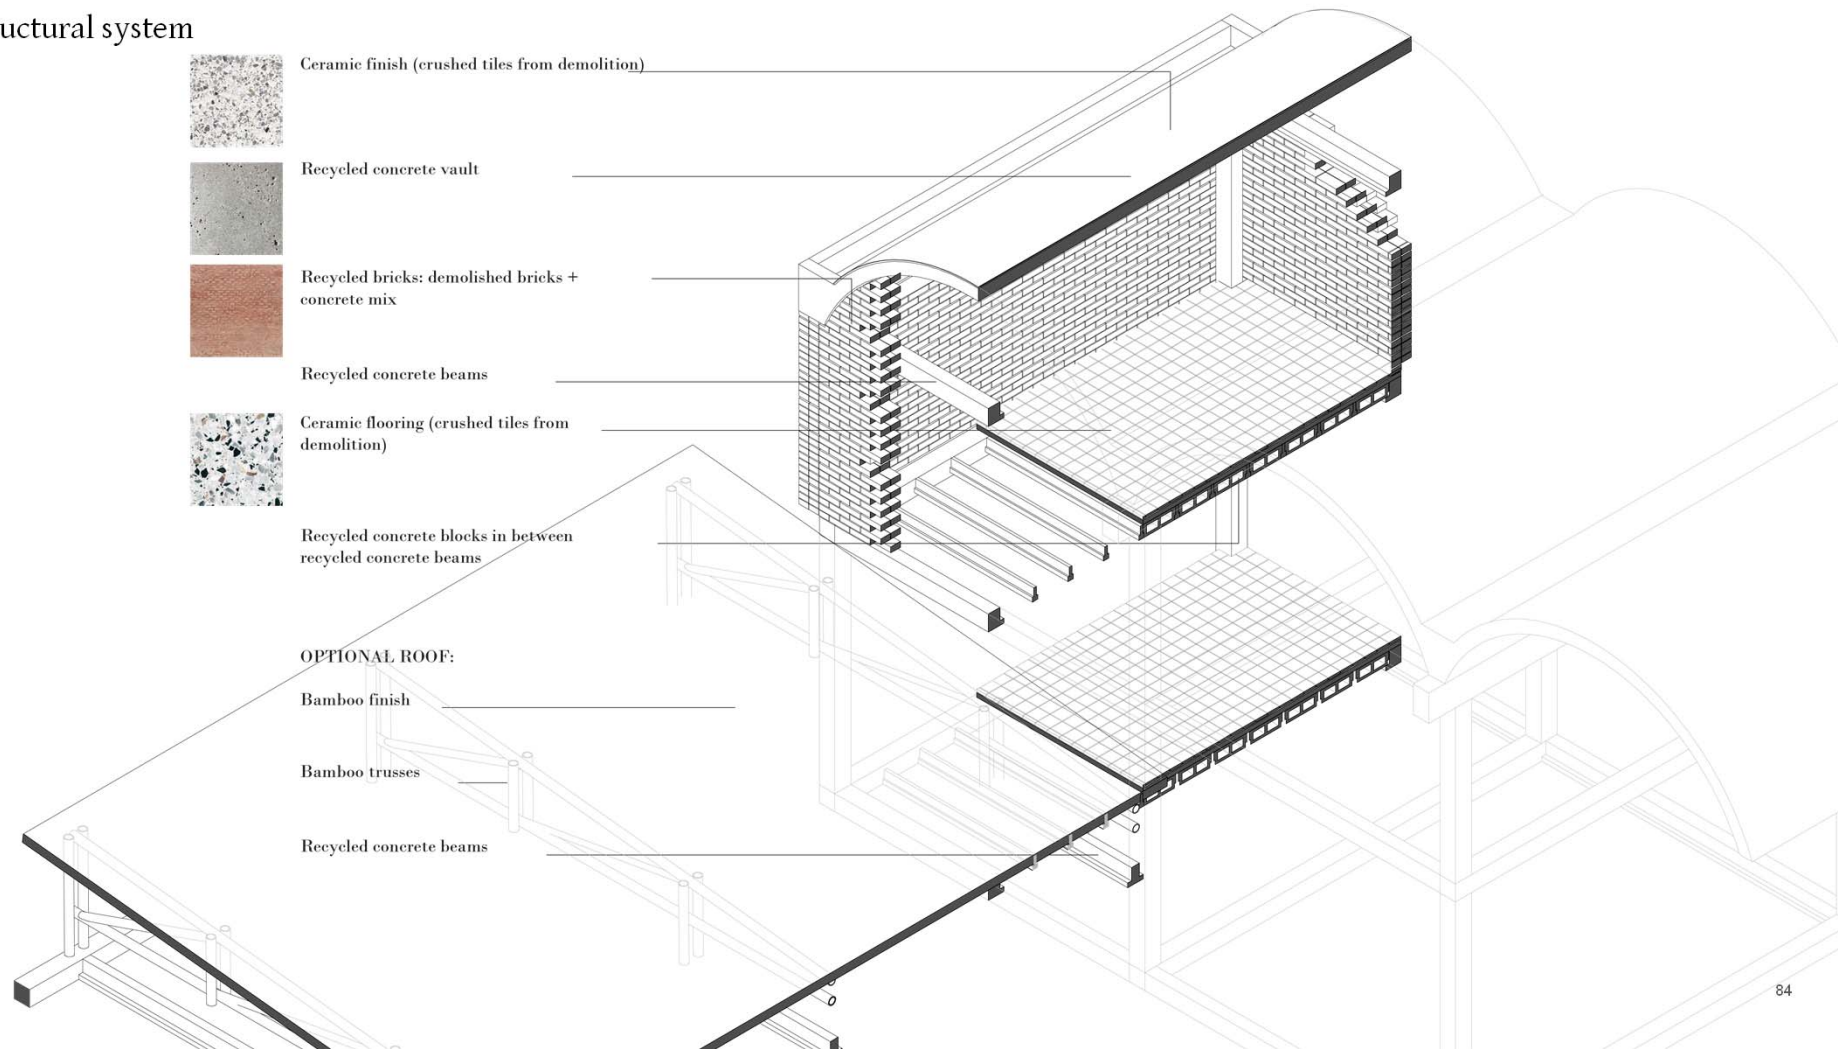 uctural system
Ceramic finish (crushed tiles from demolition)
Recycled concrete vault
Recycled bricks: demolished bricks +
concrete mix
Recycled concrete beams
Ceramic flooring (crushed tiles from
demolition)
Recycled concrete blocks in between
recycled concrete beams
OPTIONAL ROOF:
Bamboo finish
Bamboo trusses
Recycled concrete beams
84